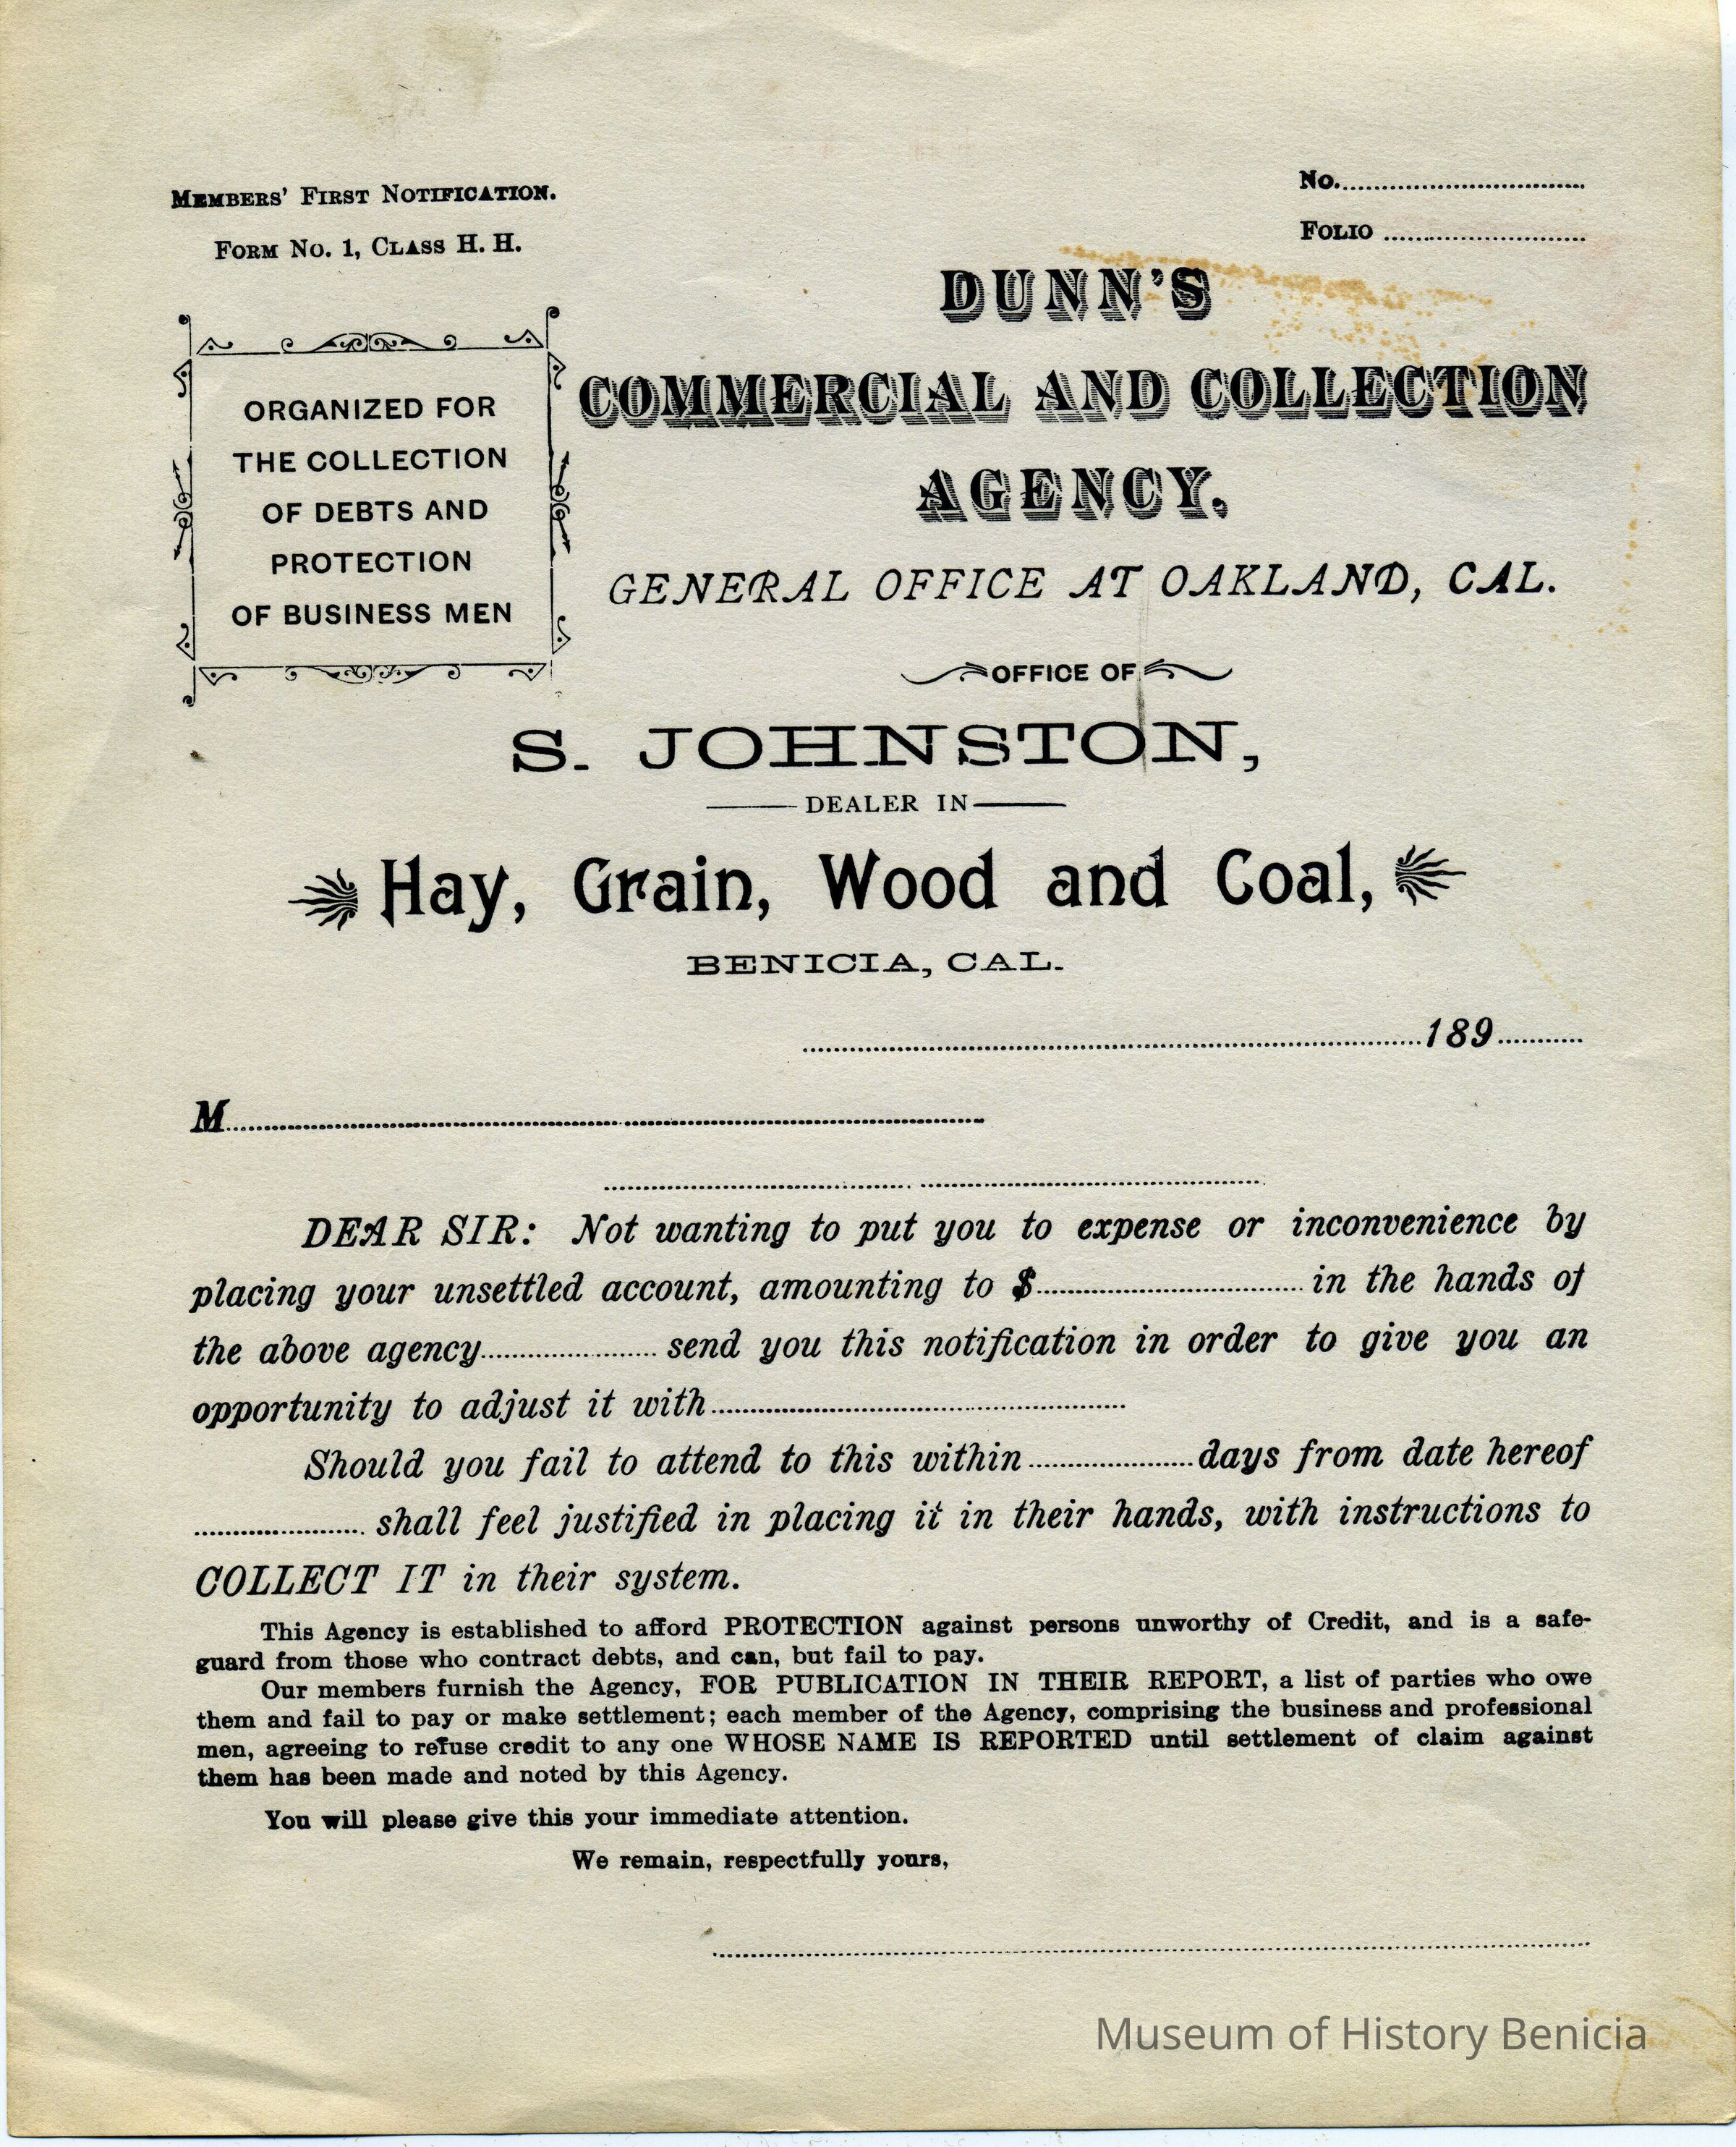 MEMBERS' FIRST NOTIFICATION.
FORM NO. 1, CLASS H. H.
NO.
FOLIO
ORGANIZED FOR
THE COLLECTION
OF DEBTS AND
PROTECTION
OF BUSINESS MEN
DUNN'S
COMMERCIAL AND COLLECTION
AGENCY.
GENERAL OFFICE AT OAKLAND, CAL.
OFFICE OF
S. JOHNSTON,
DEALER IN
Hay, Grain, Wood and Coal,
BENICIA, CAL.
189
M
DEAR SIR: Not wanting to put you to expense or inconvenience by
placing your unsettled account, amounting to $ in the hands of
the above agency send you this notification in order to give you an
opportunity to adjust it with
Should you fail to attend to this within days from date hereof
shall feel justified in placing it in their hands, with instructions to
COLLECT IT in their system.
This Agency is established to afford PROTECTION against persons unworthy of Credit, and is a safe-
guard from those who contract debts, and can, but fail to pay.
Our members furnish the Agency, FOR PUBLICATION IN THEIR REPORT, a list of parties who owe
them and fail to pay or make settlement; each member of the Agency, comprising the business and professional
men, agreeing to refuse credit to any one WHOSE NAME IS REPORTED until settlement of claim against
them has been made and noted by this Agency.
You will please give this your immediate attention.
We remain, respectfully yours,
Museum of History Benicia